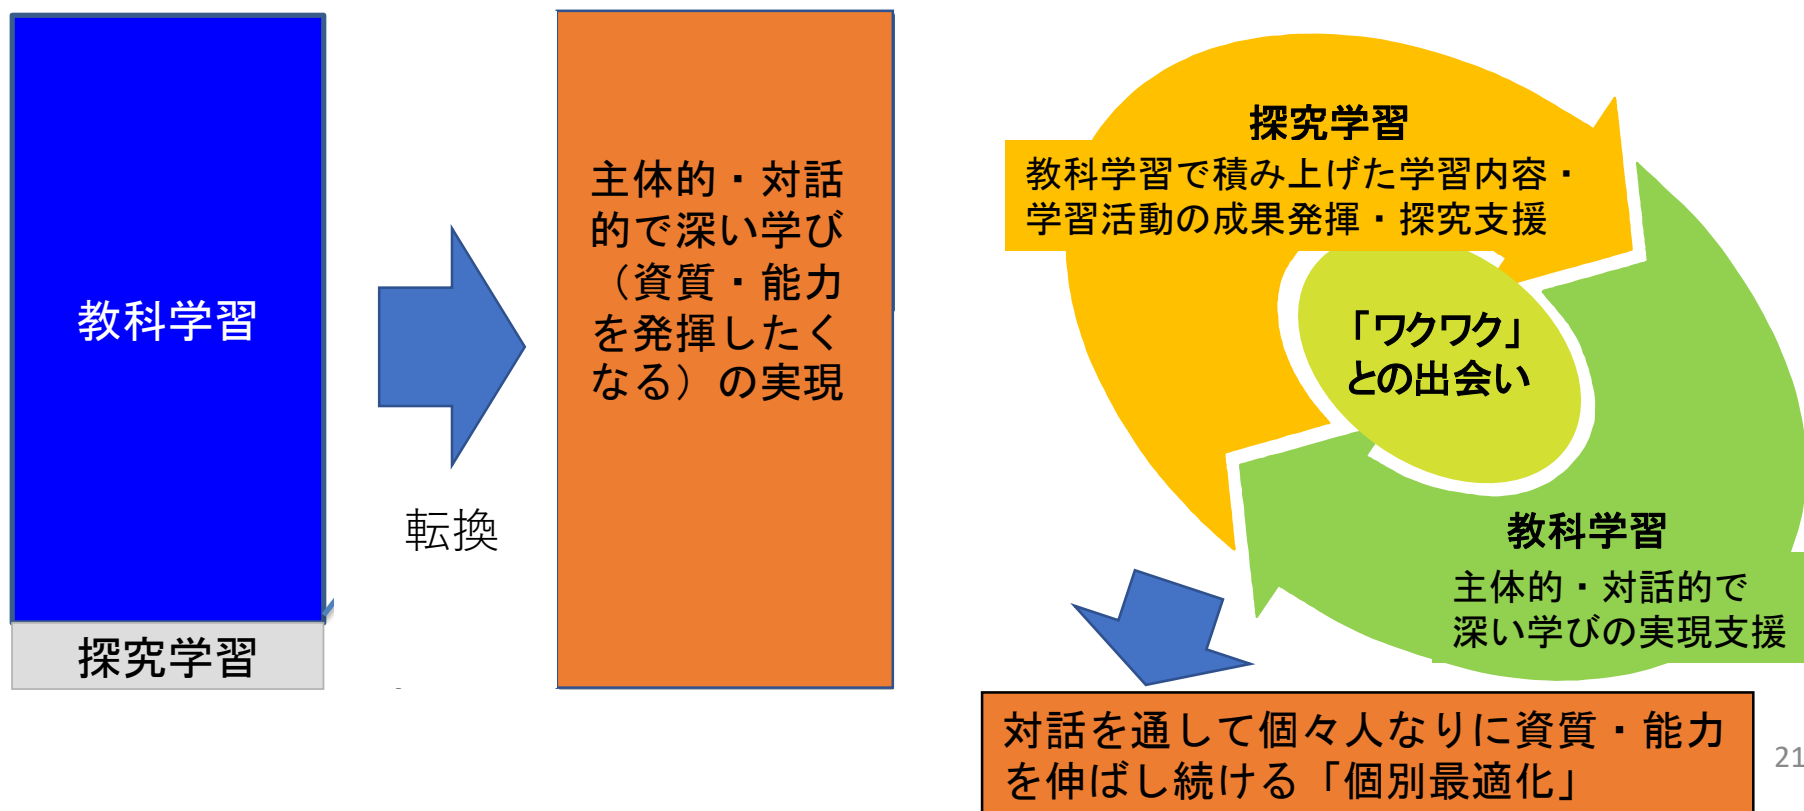 教科学習
探究学習
転換
主体的・対話
的で深い学び
（資質・能力
を発揮したく
なる）の実現
探究学習
教科学習で積み上げた学習内容・
学習活動の成果発揮・探究支援
「ワクワク」
との出会い
教科学習
主体的・対話的で
深い学びの実現支援
対話を通して個々人なりに資質・能力
を伸ばし続ける「個別最適化」
21